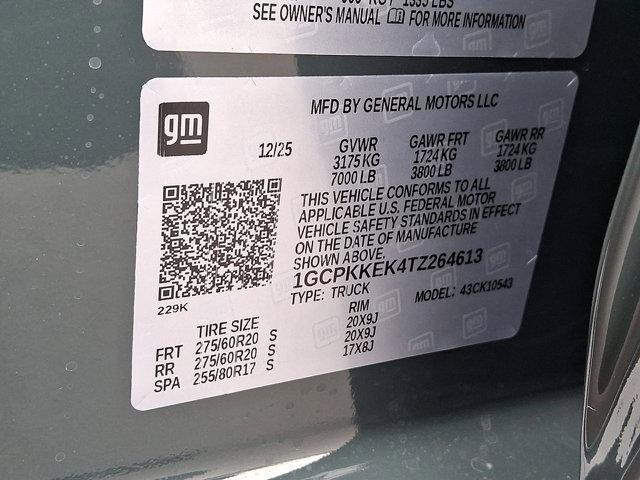 1335 LBS
SEE OWNER'S MANUAL FOR MORE INFORMATION
gm
MFD BY GENERAL MOTORS LLC
12/25 GVWR GAWR FRT GAWR RR
3175 KG 1724 KG 1724 KG
7000 LB 3800 LB 3800 LB
THIS VEHICLE CONFORMS TO ALL
APPLICABLE U.S. FEDERAL MOTOR
VEHICLE SAFETY STANDARDS IN EFFECT
ON THE DATE OF MANUFACTURE
SHOWN ABOVE.
1GCPKKEK4TZ264613
TYPE: TRUCK MODEL: 43CK10543
229K
TIRE SIZE RIM
FRT 275/60R20 S 20X9J
RR 275/60R20 S 20X9J
SPA 255/80R17 S 17X8J